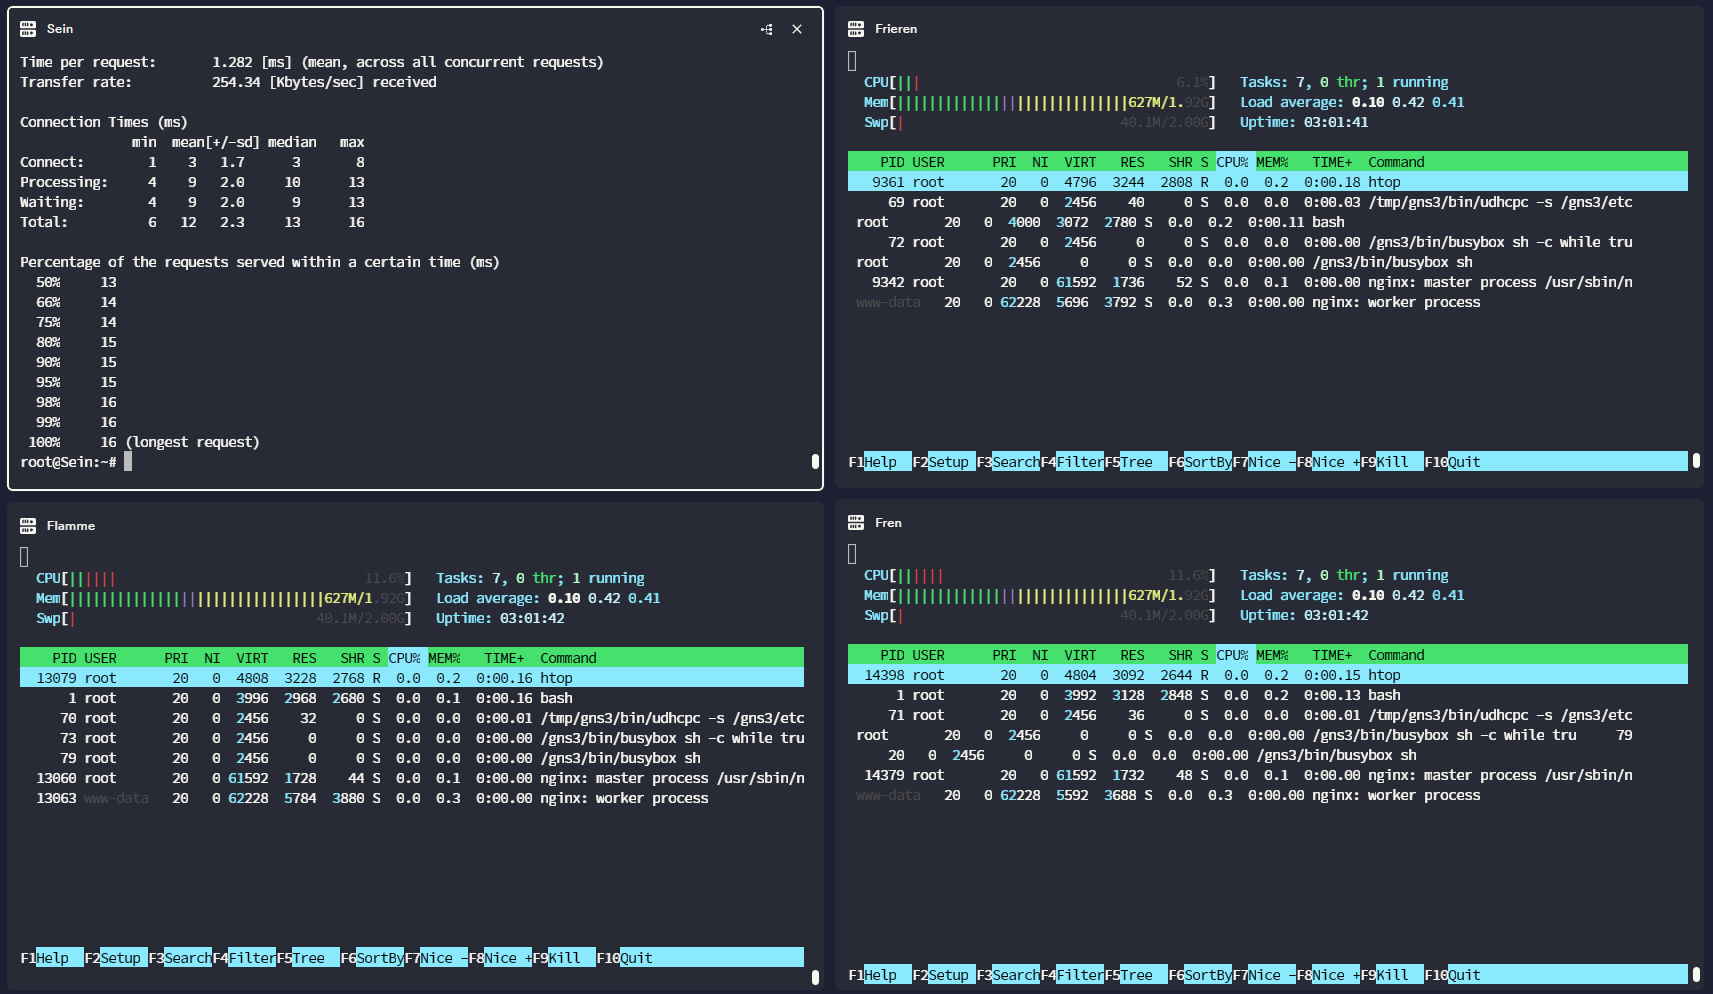 Sein
Time per request:       1.282 [ms] (mean, across all concurrent requests)
Transfer rate:          254.34 [Kbytes/sec] received
Connection Times (ms)
              min  mean[+/-sd] median   max
Connect:        1    3   1.7      3       8
Processing:     4    9   2.0     10      13
Waiting:        4    9   2.0      9      13
Total:          6   12   2.3     13      16
Percentage of the requests served within a certain time (ms)
  50%     13
  66%     14
  75%     14
  80%     15
  90%     15
  95%     15
  98%     16
  99%     16
 100%     16 (longest request)
root@Sein:~#
Frieren
CPU[|||                                6.1%]   Tasks: 7, 0 thr; 1 running
Mem[|||||||||||||||||||||||||||||627M/1.92G]   Load average: 0.10 0.42 0.41
Swp[|                           40.1M/2.00G]   Uptime: 03:01:41
PID USER      PRI  NI  VIRT   RES   SHR S CPU% MEM%   TIME+  Command
9361 root       20   0  4796  3244  2808 R  0.0  0.2  0:00.18 htop
69 root       20   0  2456    40     0 S  0.0  0.0  0:00.03 /tmp/gns3/bin/udhcpc -s /gns3/etc
root       20   0  4000  3072  2780 S  0.0  0.2  0:00.11 bash
72 root       20   0  2456     0     0 S  0.0  0.0  0:00.00 /gns3/bin/busybox sh -c while tru
root       20   0  2456     0     0 S  0.0  0.0  0:00.00 /gns3/bin/busybox sh
9342 root       20   0 61592  1736    52 S  0.0  0.1  0:00.00 nginx: master process /usr/sbin/n
www-data   20   0 62228  5696  3792 S  0.0  0.3  0:00.00 nginx: worker process
F1Help  F2Setup F3SearchF4FilterF5Tree  F6SortByF7Nice -F8Nice +F9Kill  F10Quit
Flamme
CPU[||||||                               11.6%]   Tasks: 7, 0 thr; 1 running
Mem[||||||||||||||||||||||||||||||||627M/1.92G]   Load average: 0.10 0.42 0.41
Swp[|                              40.1M/2.00G]   Uptime: 03:01:42
PID USER      PRI  NI  VIRT   RES   SHR S CPU% MEM%   TIME+  Command
13079 root       20   0  4808  3228  2768 R  0.0  0.2  0:00.16 htop
1 root       20   0  3996  2968  2680 S  0.0  0.1  0:00.16 bash
70 root       20   0  2456    32     0 S  0.0  0.0  0:00.01 /tmp/gns3/bin/udhcpc -s /gns3/etc
73 root       20   0  2456     0     0 S  0.0  0.0  0:00.00 /gns3/bin/busybox sh -c while tru
79 root       20   0  2456     0     0 S  0.0  0.0  0:00.00 /gns3/bin/busybox sh
13060 root       20   0 61592  1728    44 S  0.0  0.1  0:00.00 nginx: master process /usr/sbin/n
13063 www-data   20   0 62228  5784  3880 S  0.0  0.3  0:00.00 nginx: worker process
F1Help  F2Setup F3SearchF4FilterF5Tree  F6SortByF7Nice -F8Nice +F9Kill  F10Quit
Fren
CPU[||||||                            11.6%]   Tasks: 7, 0 thr; 1 running
Mem[|||||||||||||||||||||||||||||627M/1.92G]   Load average: 0.10 0.42 0.41
Swp[|                           40.1M/2.00G]   Uptime: 03:01:42
PID USER      PRI  NI  VIRT   RES   SHR S CPU% MEM%   TIME+  Command
14398 root       20   0  4804  3092  2644 R  0.0  0.2  0:00.15 htop
1 root       20   0  3992  3128  2848 S  0.0  0.2  0:00.13 bash
71 root       20   0  2456    36     0 S  0.0  0.0  0:00.01 /tmp/gns3/bin/udhcpc -s /gns3/etc
root       20   0  2456     0     0 S  0.0  0.0  0:00.00 /gns3/bin/busybox sh -c while tru     79
20   0  2456     0     0 S  0.0  0.0  0:00.00 /gns3/bin/busybox sh
14379 root       20   0 61592  1732    48 S  0.0  0.1  0:00.00 nginx: master process /usr/sbin/n
www-data   20   0 62228  5592  3688 S  0.0  0.3  0:00.00 nginx: worker process
F1Help  F2Setup F3SearchF4FilterF5Tree  F6SortByF7Nice -F8Nice +F9Kill  F10Quit